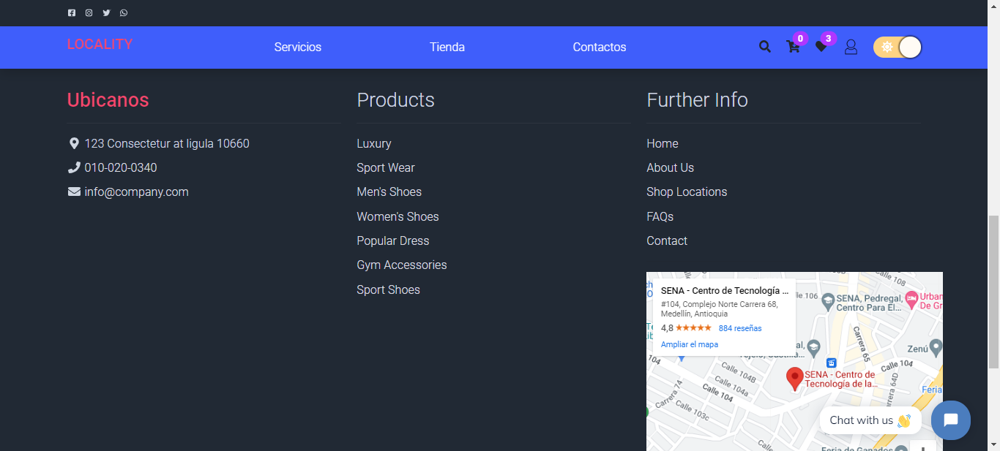 LOCALITY
Servicios
Tienda
Contactos
0
3
Ubicanos
123 Consectetur at ligula 10660
010-020-0340
info@company.com
Products
Luxury
Sport Wear
Men's Shoes
Women's Shoes
Popular Dress
Gym Accessories
Sport Shoes
Further Info
Home
About Us
Shop Locations
FAQs
Contact
SENA - Centro de Tecnología ...
#104, Complejo Norte Carrera 68,
Medellín, Antioquia
4,8
884 reseñas
Ampliar el mapa
Calle 108
lle 106
SENA, Pedregal,
Centro Para El...
Urban
De Gr
Carrera 65
Zenú
Calle 104
SENA - Centro de
Tecnología de la...
Calle 104B
Calle 104a
Calle 104
Carrera 74
Calle 103c
Carrera 64D
Feria
Calle
Feria de Ganados
Chat with us 👋